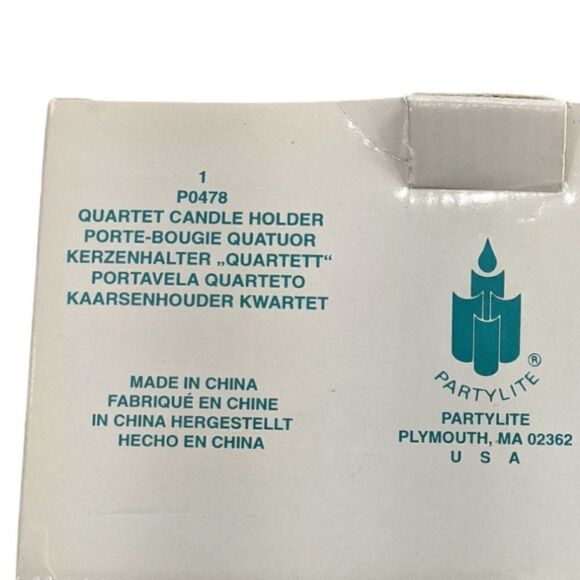 1
P0478
QUARTET CANDLE HOLDER
PORTE-BOUGIE QUATUOR
KERZENHALTER „QUARTETT“
PORTAVELA QUARTETO
KAARSENHOUDER KWARTET
MADE IN CHINA
FABRIQUÉ EN CHINE
IN CHINA HERGESTELLT
HECHO EN CHINA
PARTYLITE ®
PARTYLITE
PLYMOUTH, MA 02362
U S A